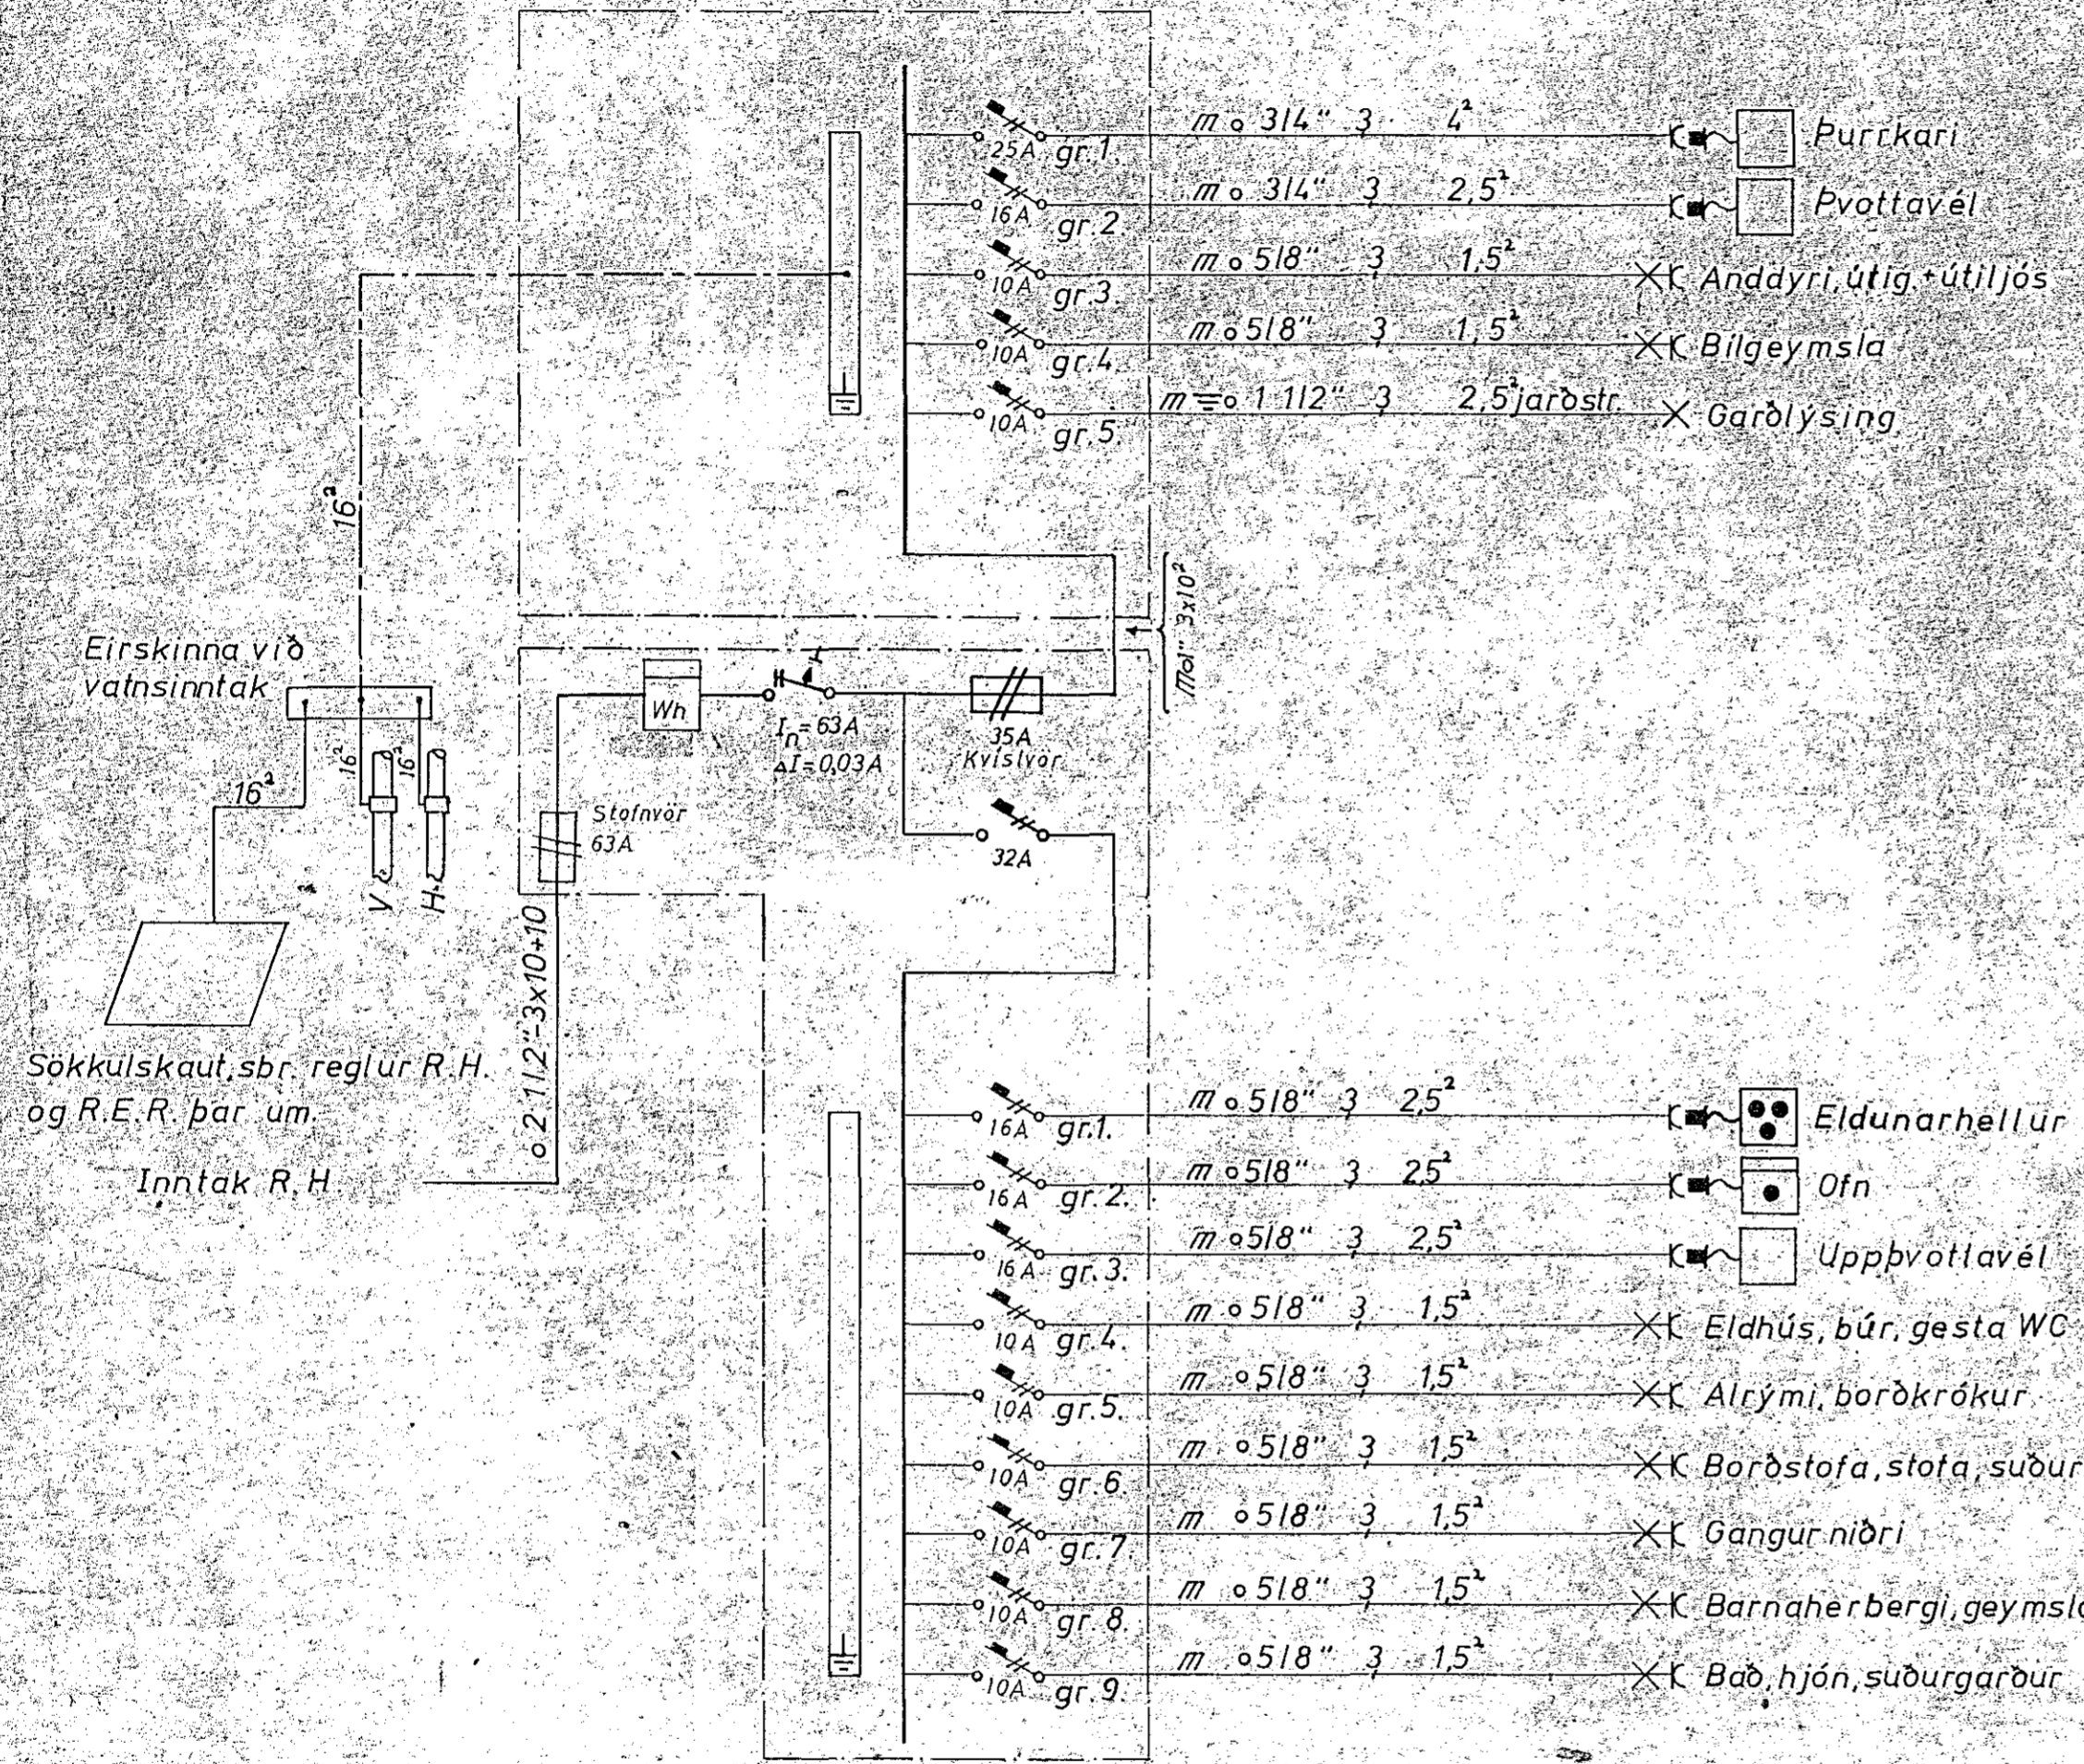 m o 3/4" 3 4²
25A gr.1. Þurrkari
m o 3/4" 3 2,5²
16A gr.2. Þvottavél
m o 5/8" 3 1,5²
10A gr.3. Anddyri, útig.+útiljós
m o 5/8" 3 1,5²
10A gr.4. Bílgeymsla
m o 1 1/2" 3 2,5² jarðstr.
10A gr.5. Garðlýsing
16²
3x10²
Eirskinna við
vatnsinntak
Wh
In=63A
ΔI=0,03A
35A
Kvíslvör
16²
16²
16²
Stofnvör
63A
32A
V
H
o 2 1/2"-3x10+10
Sökkulskaut, sbr. reglur R.H.
og R.E.R. þar um.
Inntak R.H.
m o 5/8" 3 2,5²
16A gr.1. Eldunarhellur
m o 5/8" 3 2,5²
16A gr.2. Ofn
m o 5/8" 3 2,5²
16A gr.3. Uppþvottavél
m o 5/8" 3 1,5²
10A gr.4. Eldhús, búr, gesta WC
m o 5/8" 3 1,5²
10A gr.5. Alrými, borðkrókur
m o 5/8" 3 1,5²
10A gr.6. Borðstofa, stofa, suður
m o 5/8" 3 1,5²
10A gr.7. Gangur niðri
m o 5/8" 3 1,5²
10A gr.8. Barnaherbergi, geymsla
m o 5/8" 3 1,5²
10A gr.9. Bað, hjón, suðurgarður